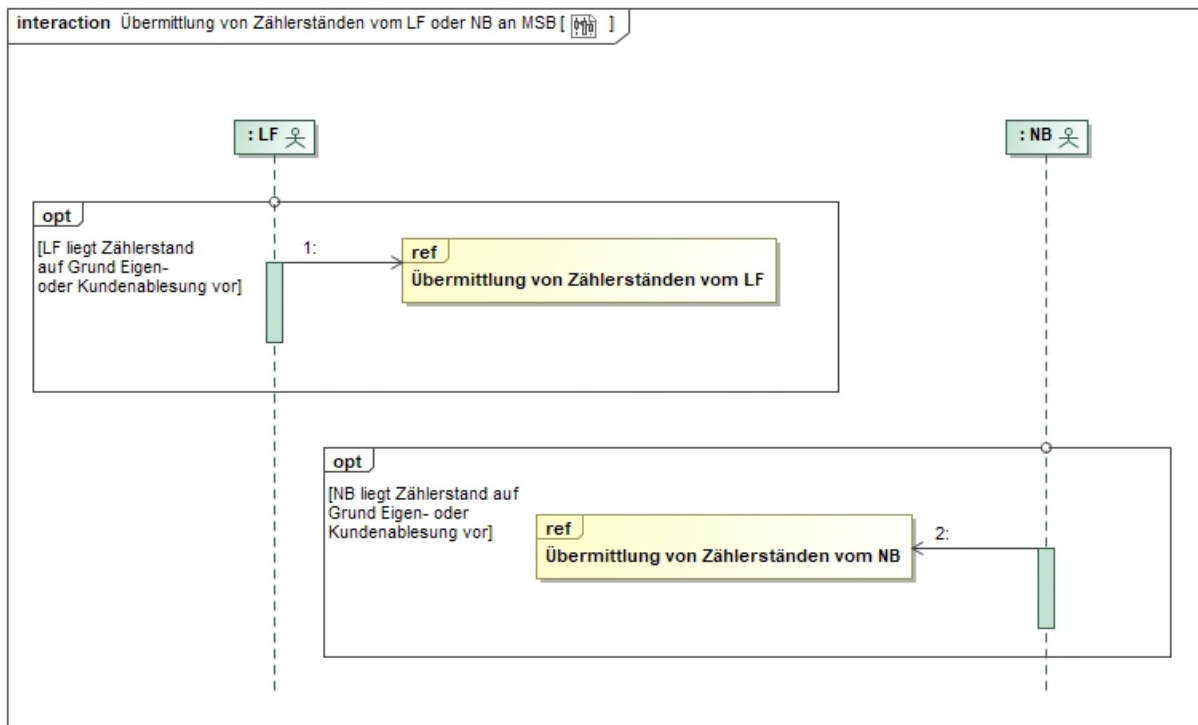 interaction Übermittlung von Zählerständen vom LF oder NB an MSB [ ]
: LF
: NB
opt
[LF liegt Zählerstand
auf Grund Eigen-
oder Kundenablesung vor]
1:
ref
Übermittlung von Zählerständen vom LF
opt
[NB liegt Zählerstand auf
Grund Eigen- oder
Kundenablesung vor]
ref
Übermittlung von Zählerständen vom NB
2: